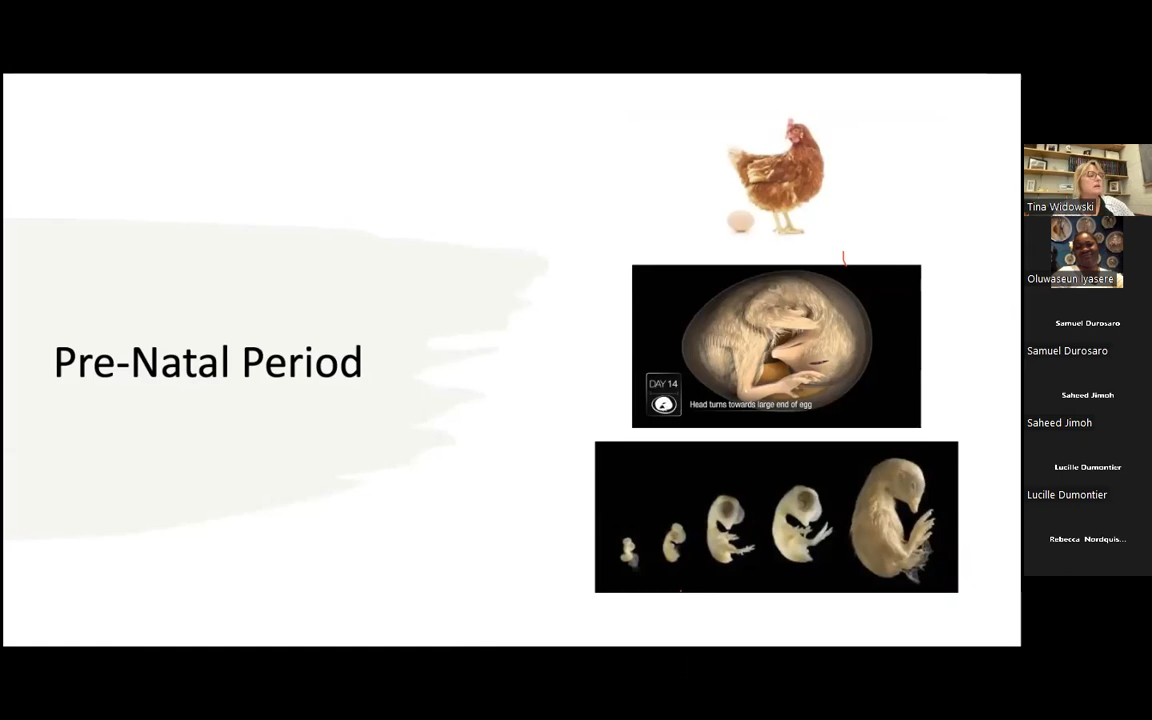 Pre-Natal Period
DAY 14
Head turns towards large end of egg
Tina Widowski
Oluwaseun Iyasere
Samuel Durosaro
Samuel Durosaro
Saheed Jimoh
Saheed Jimoh
Lucille Dumontier
Lucille Dumontier
Rebecca Nordquis...